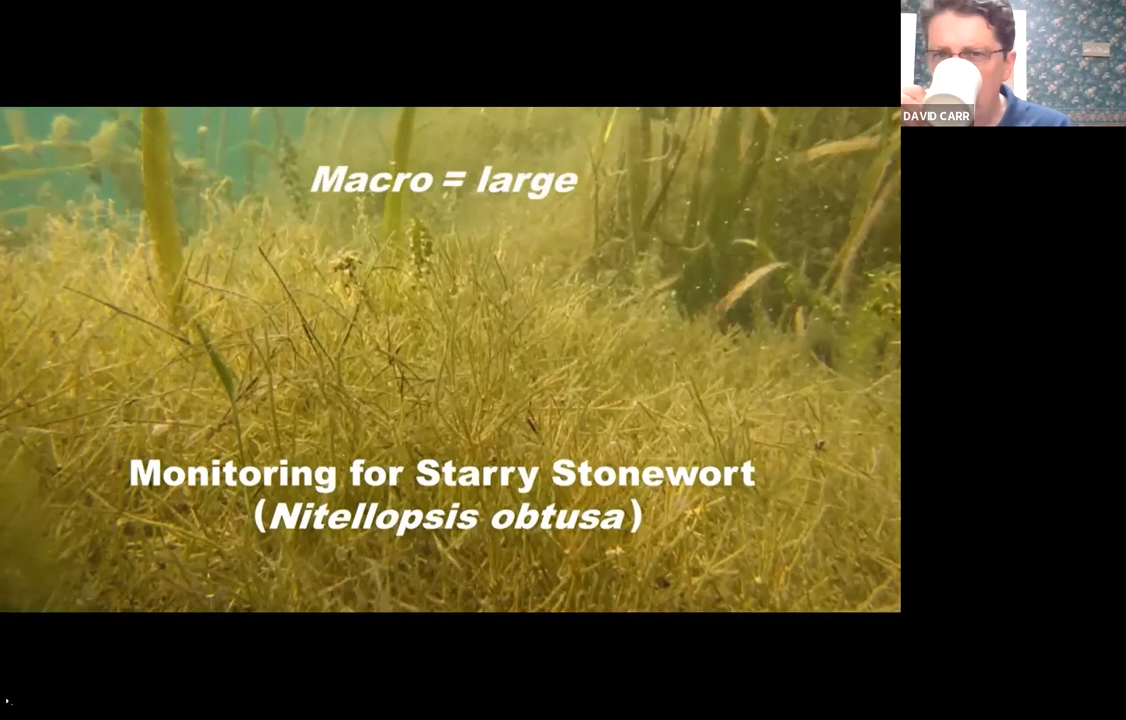 DAVID CARR
Macro = large
Monitoring for Starry Stonewort
(Nitellopsis obtusa)